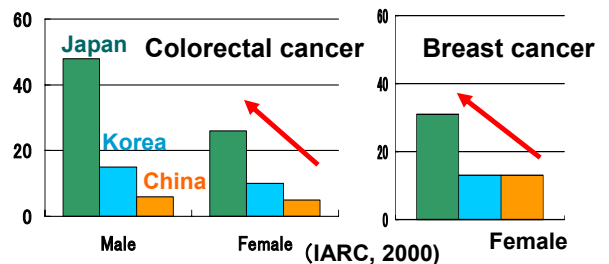 Colorectal cancer
60
40
20
0
Japan
Korea
China
Male
Female
Breast cancer
60
40
20
0
Female
(IARC, 2000)